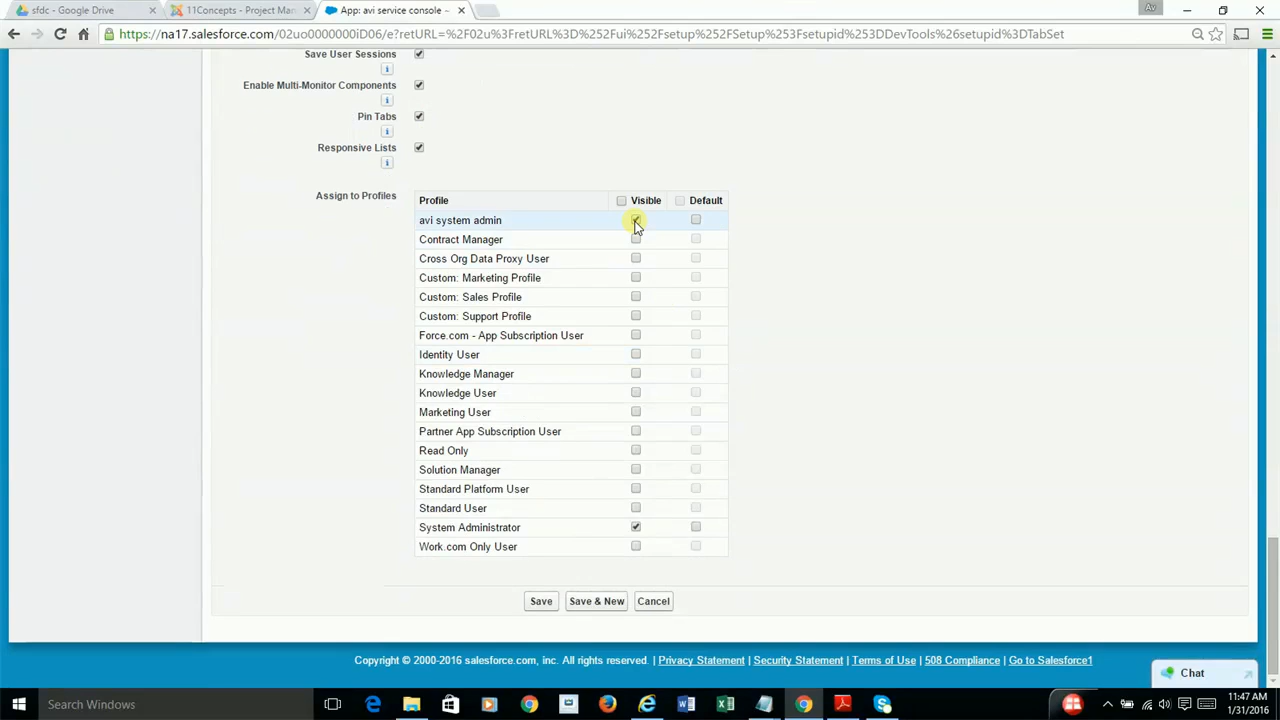 sfdc - Google Drive
11Concepts - Project Man
App: avi service console ~
Av
https://na17.salesforce.com/02uo0000000iD06/e?retURL=%2F02u%3FretURL%3D%252Fui%252Fsetup%252FSetup%253Fsetupid%253DDevTools%26setupid%3DTabSet
Save User Sessions
i
Enable Multi-Monitor Components
i
Pin Tabs
i
Responsive Lists
i
Assign to Profiles
Profile Visible Default
avi system admin
Contract Manager
Cross Org Data Proxy User
Custom: Marketing Profile
Custom: Sales Profile
Custom: Support Profile
Force.com - App Subscription User
Identity User
Knowledge Manager
Knowledge User
Marketing User
Partner App Subscription User
Read Only
Solution Manager
Standard Platform User
Standard User
System Administrator
Work.com Only User
Save Save & New Cancel
Copyright © 2000-2016 salesforce.com, inc. All rights reserved. | Privacy Statement | Security Statement | Terms of Use | 508 Compliance | Go to Salesforce1
Chat
Search Windows
11:47 AM
1/31/2016